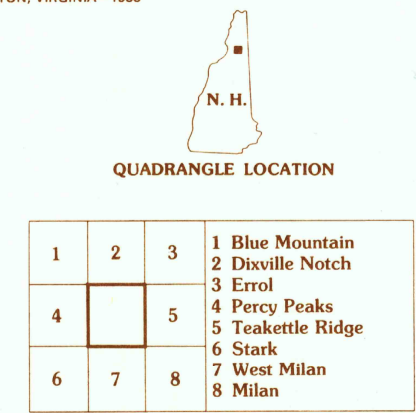 VIRGINIA
N. H.
QUADRANGLE LOCATION
1 2 3
4 5
6 7 8
1 Blue Mountain
2 Dixville Notch
3 Errol
4 Percy Peaks
5 Teakettle Ridge
6 Stark
7 West Milan
8 Milan